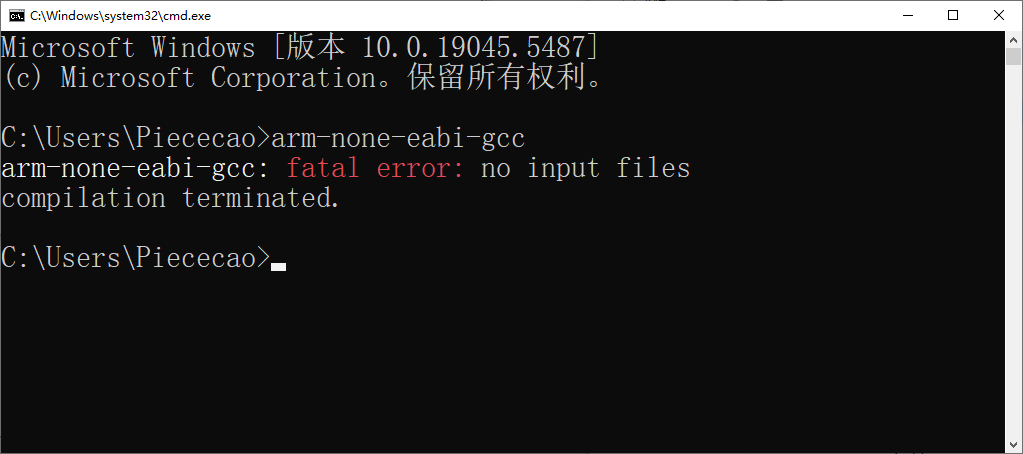 C:\Windows\system32\cmd.exe
Microsoft Windows [版本 10.0.19045.5487]
(c) Microsoft Corporation。保留所有权利。
C:\Users\Piececao>arm-none-eabi-gcc
arm-none-eabi-gcc: fatal error: no input files
compilation terminated.
C:\Users\Piececao>